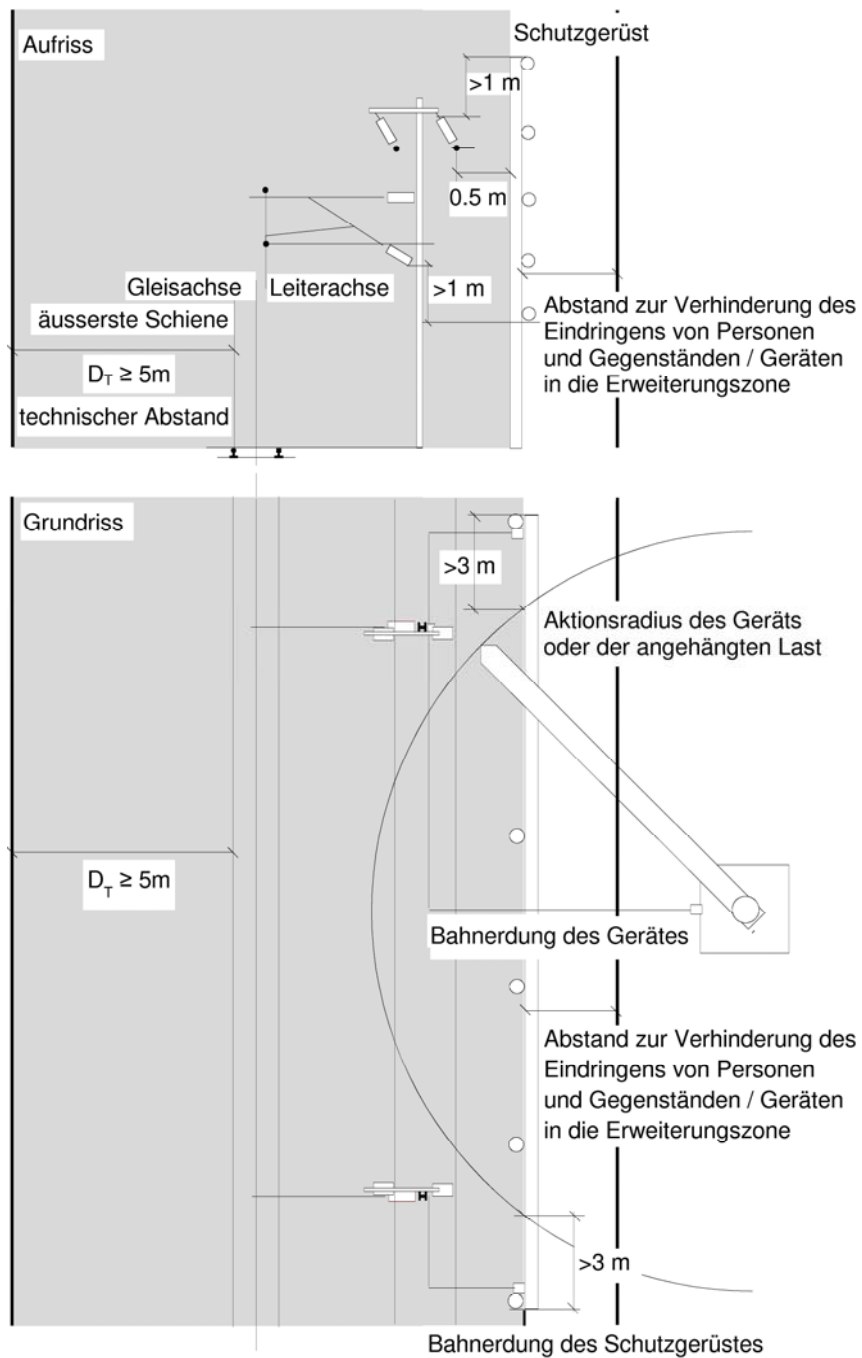 Aufriss
Schutzgerüst
>1 m
0.5 m
Gleisachse
Leiterachse
>1 m
äusserste Schiene
Abstand zur Verhinderung des
Eindringens von Personen
und Gegenständen / Geräten
in die Erweiterungszone
D_T ≥ 5m
technischer Abstand
Grundriss
>3 m
Aktionsradius des Geräts
oder der angehängten Last
D_T ≥ 5m
Bahnerdung des Gerätes
Abstand zur Verhinderung des
Eindringens von Personen
und Gegenständen / Geräten
in die Erweiterungszone
>3 m
Bahnerdung des Schutzgerüstes